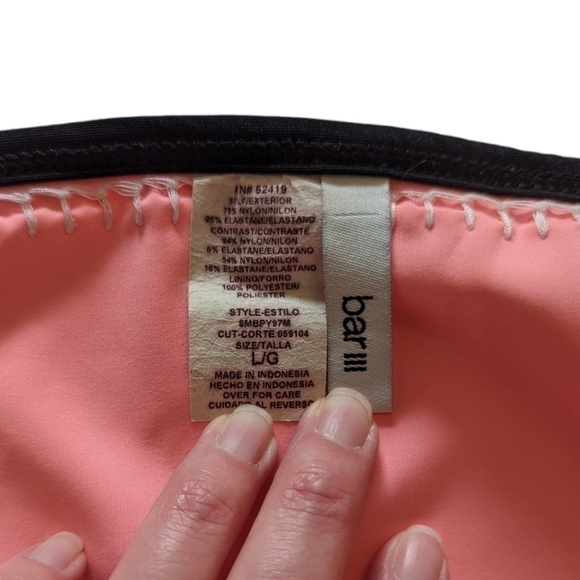 IN# 52419
SELF/EXTERIOR
75% NYLON/NILON
25% ELASTANE/ELASTANO
CONTRAST/CONTRASTE
94% NYLON/NILON
6% ELASTANE/ELASTANO
54% NYLON/NILON
16% ELASTANE/ELASTANO
LINING/FORRO
100% POLYESTER/
POLIESTER
STYLE-ESTILO
SMBPY97M
CUT-CORTE 059104
SIZE/TALLA
L/G
MADE IN INDONESIA
HECHO EN INDONESIA
OVER FOR CARE
CUIDADO AL REVERSO
bar III